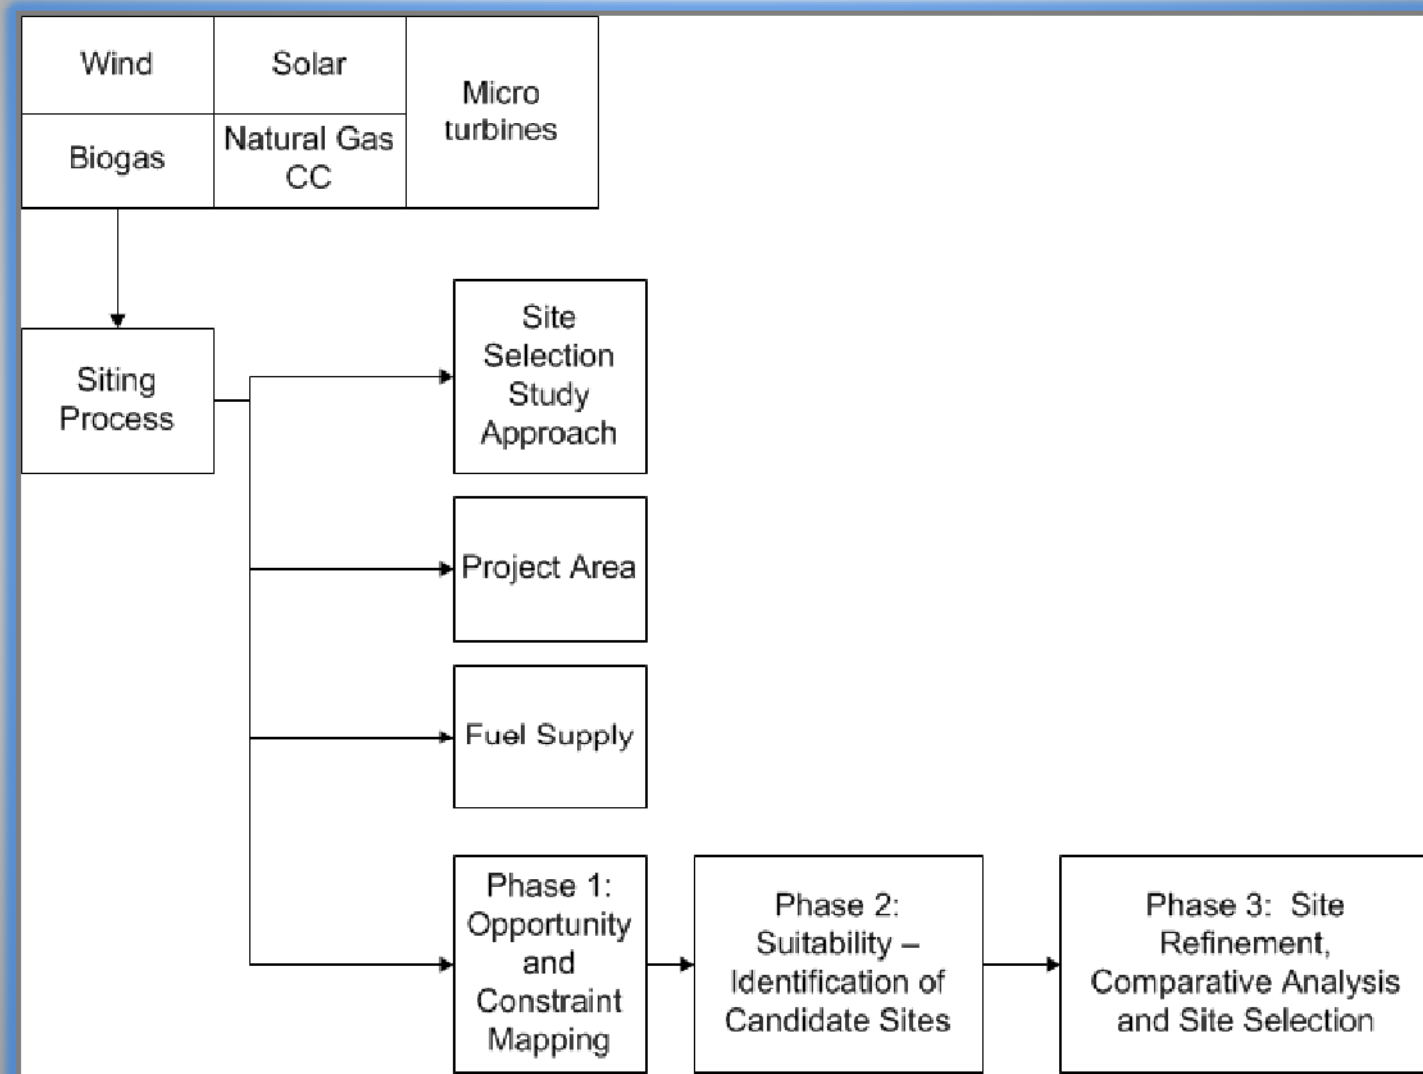 Wind
Solar
Micro
turbines
Biogas
Natural Gas
CC
Siting
Process
Site
Selection
Study
Approach
Project Area
Fuel Supply
Phase 1:
Opportunity
and
Constraint
Mapping
Phase 2:
Suitability –
Identification of
Candidate Sites
Phase 3:  Site
Refinement,
Comparative Analysis
and Site Selection